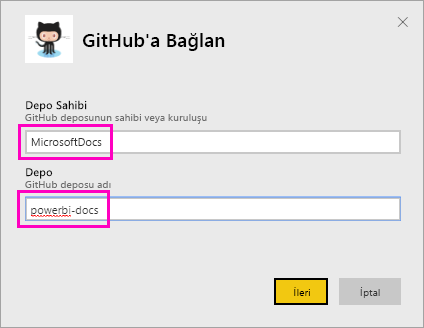 GitHub'a Bağlan
Depo Sahibi
GitHub deposunun sahibi veya kuruluşu
MicrosoftDocs
Depo
GitHub deposu adı
powerbi-docs
İleri
İptal